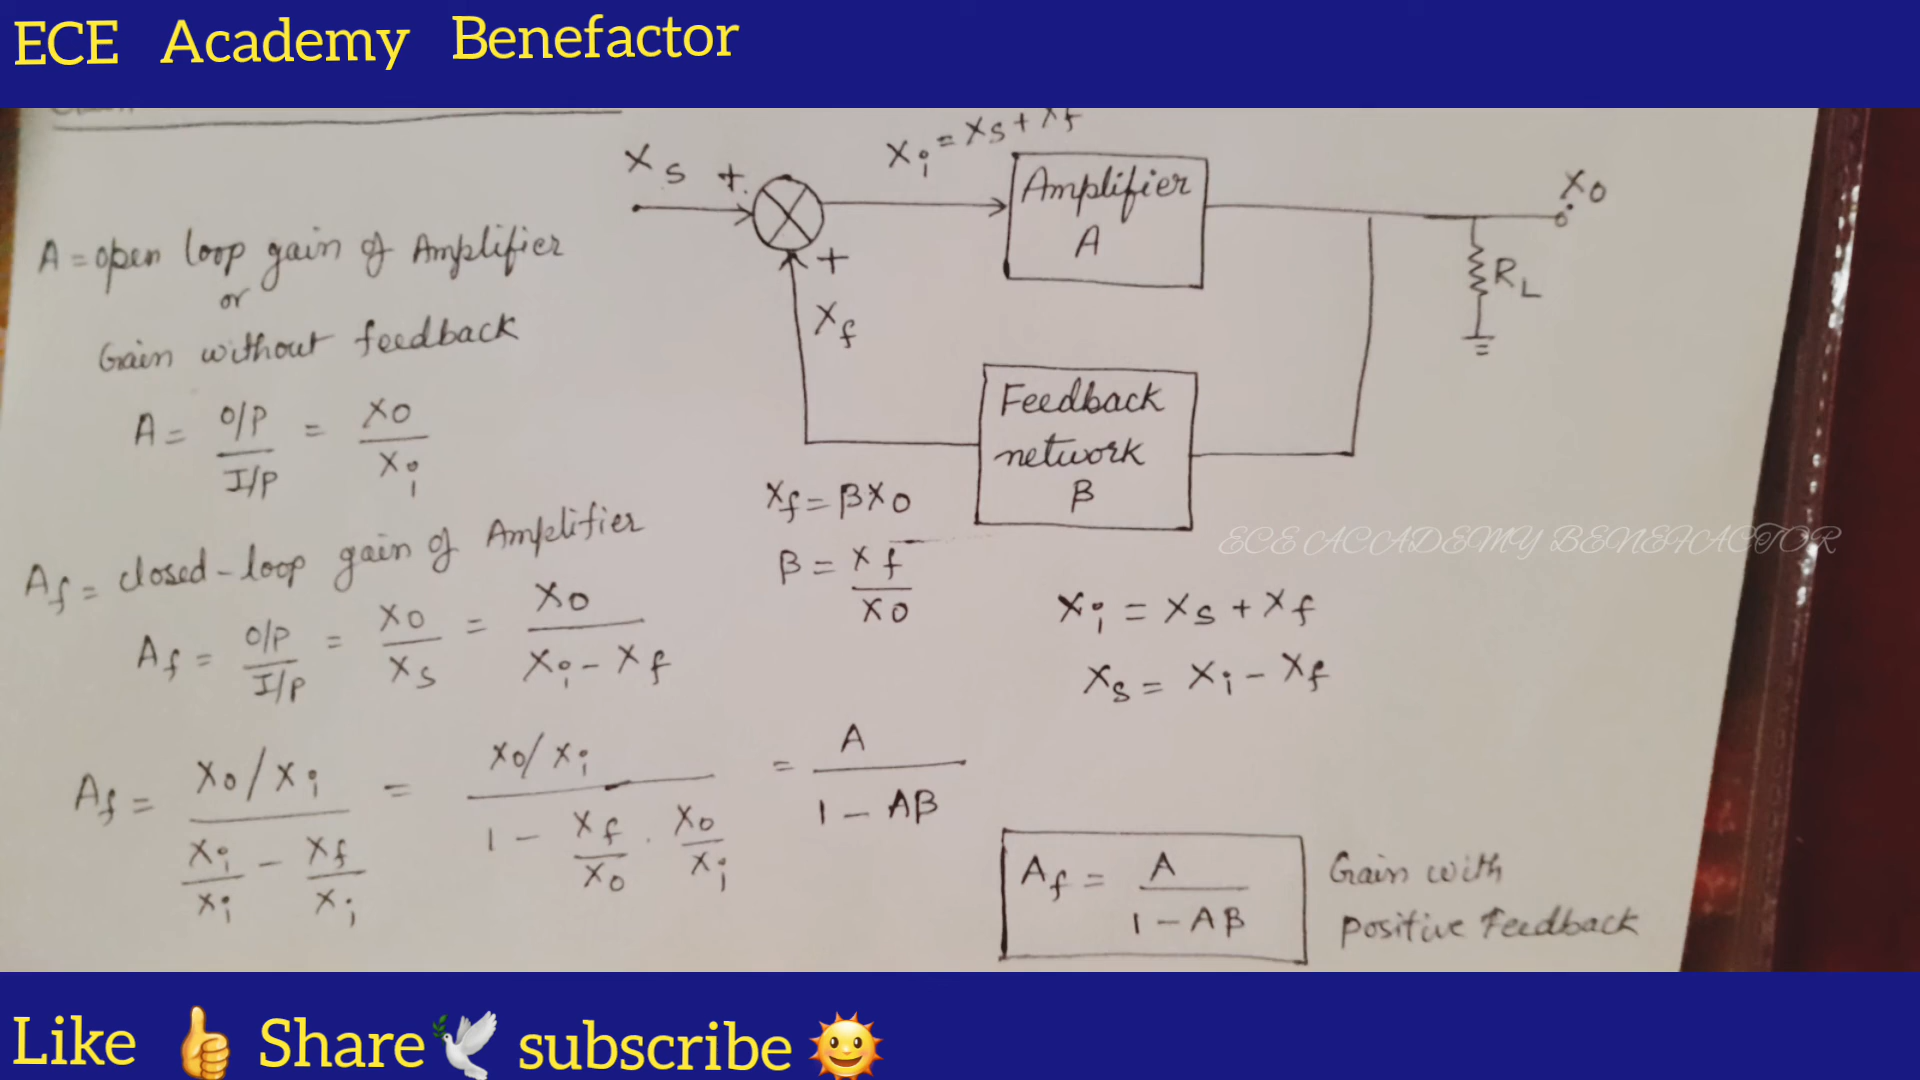 ECE Academy Benefactor
Xs + Xi = Xs + Xf
Amplifier
A
Xo
RL
+
Xf
Feedback
network
β
Xf = βXo
β = Xf/Xo
A = open loop gain of Amplifier
or
Gain without feedback
A = O/P / I/P = Xo/Xi
Af = closed-loop gain of Amplifier
Af = O/P / I/P = Xo/Xs = Xo/(Xi - Xf)
ECE ACCADEMY BENEFACTOR
Xi = Xs + Xf
Xs = Xi - Xf
Af = (Xo/Xi)/(Xi/Xi - Xf/Xi) = (Xo/Xi)/(1 - Xf/Xo . Xo/Xi) = A/(1 - Aβ)
Af = A/(1 - Aβ)
Gain with
positive Feedback
Like 👍 Share 🕊 subscribe 🌞